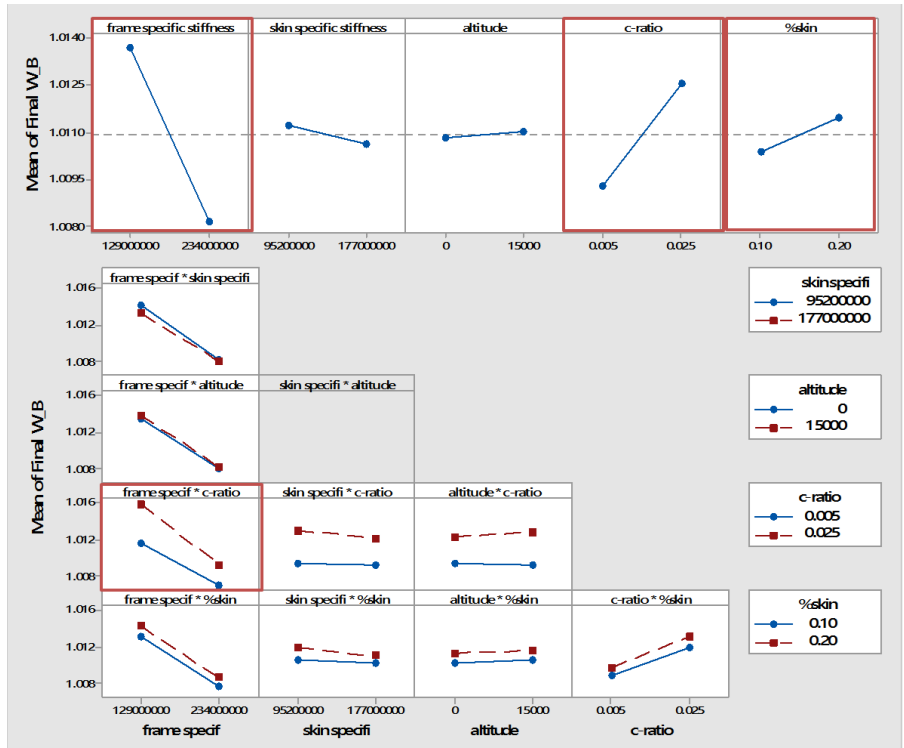 frame specific stiffness skin specific stiffness altitude c-ratio %skin
1.0140
1.0125
1.0110
1.0095
1.0080
Mean of Final W_B
129000000 234000000 95200000 177000000 0 15000 0.005 0.025 0.10 0.20
frame specif * skin specifi
1.016
1.012
1.008
skin specifi
95200000
177000000
frame specif * altitude skin specifi * altitude
1.016
1.012
1.008
altitude
0
15000
Mean of Final W_B
frame specif * c-ratio skin specifi * c-ratio altitude * c-ratio
1.016
1.012
1.008
c-ratio
0.005
0.025
frame specif * %skin skin specifi * %skin altitude * %skin c-ratio * %skin
1.016
1.012
1.008
%skin
0.10
0.20
129000000 234000000 95200000 177000000 0 15000 0.005 0.025
frame specif skin specifi altitude c-ratio